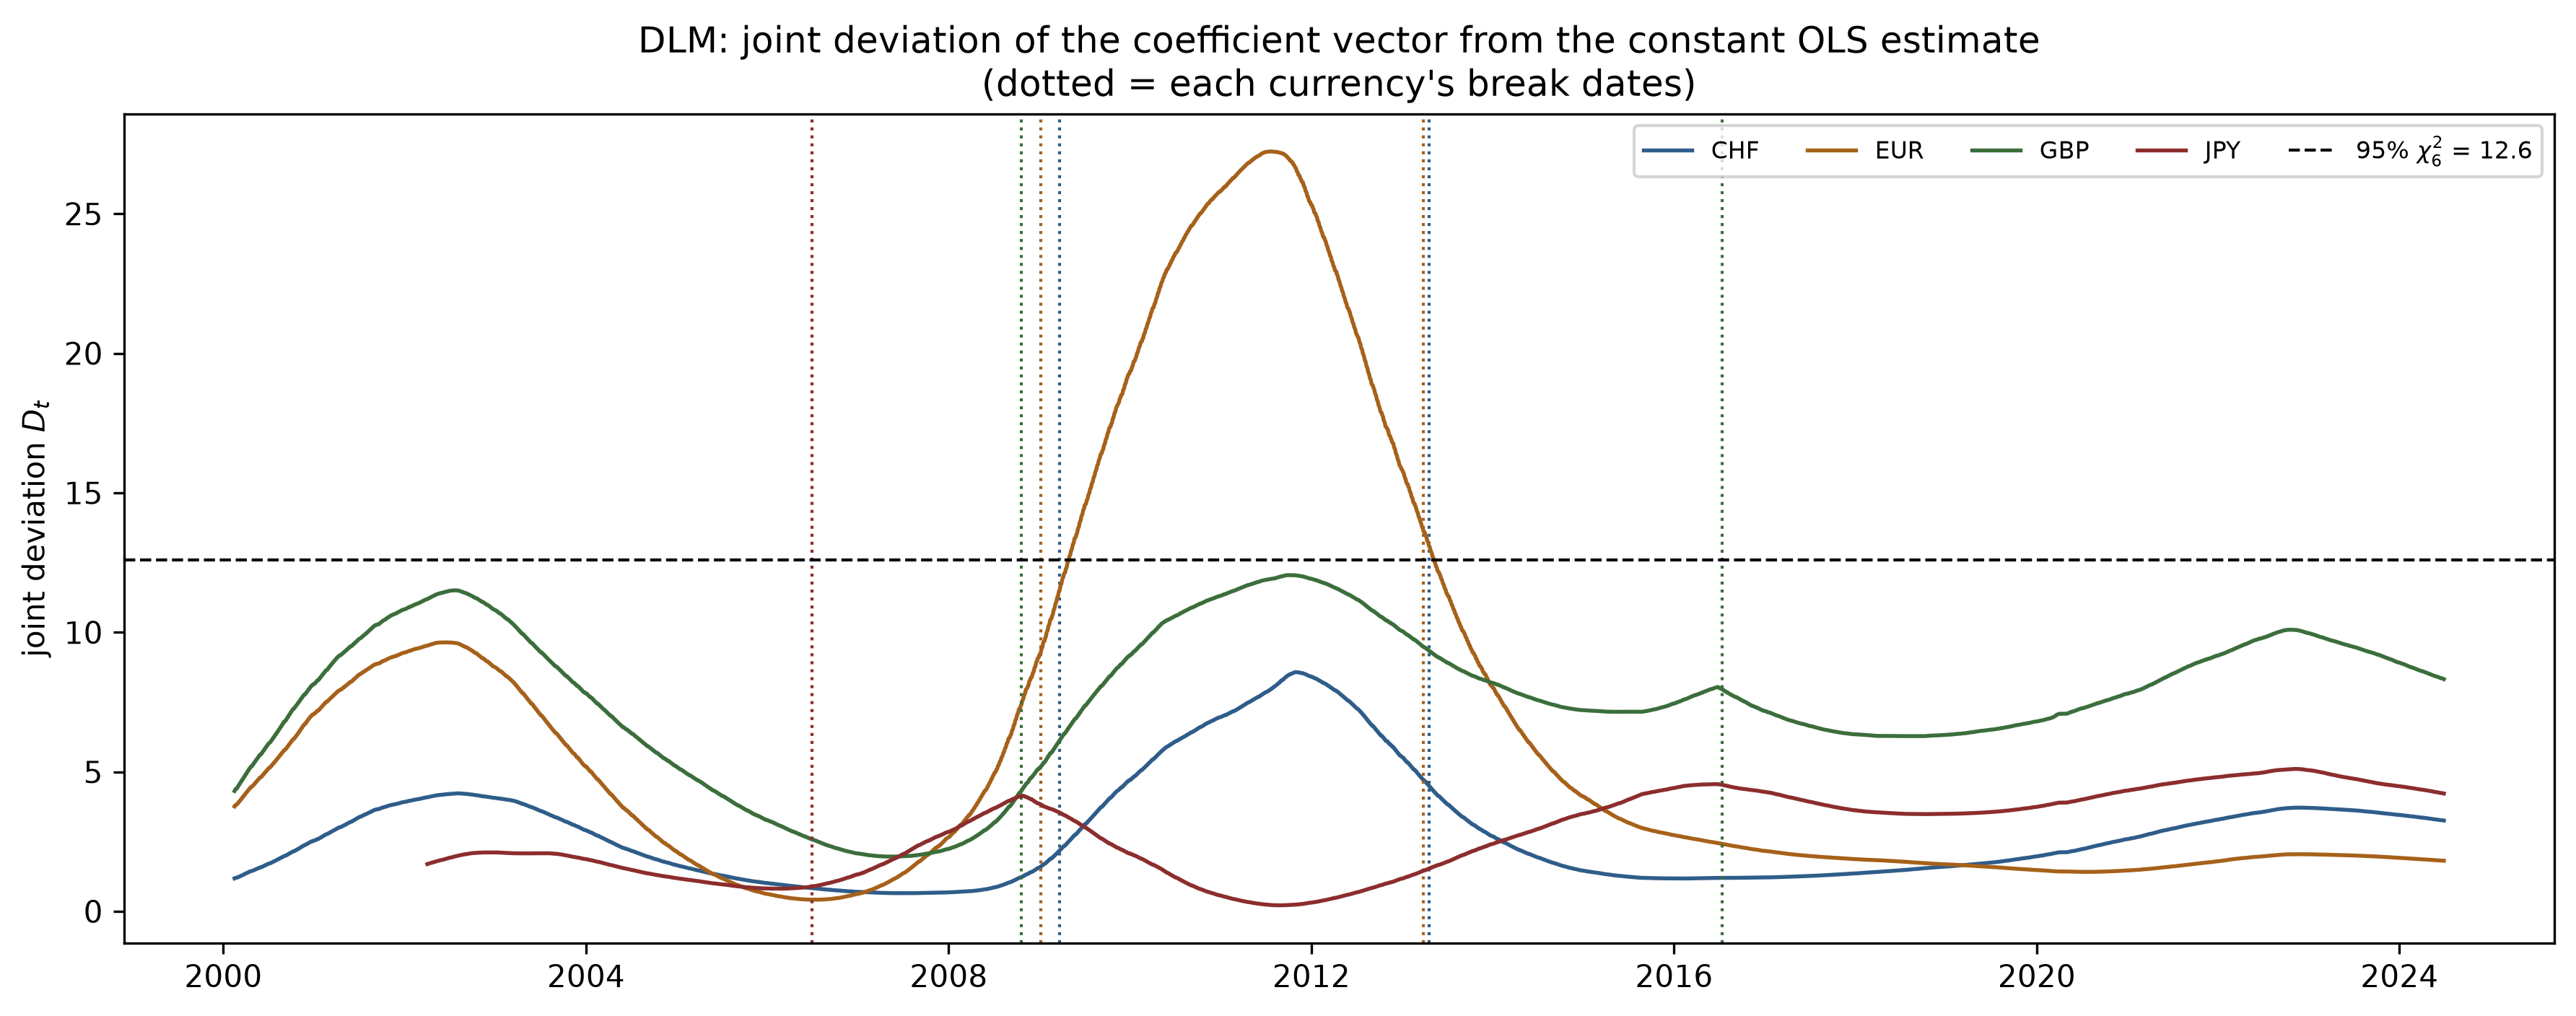 DLM: joint deviation of the coefficient vector from the constant OLS estimate
(dotted = each currency's break dates)
CHF EUR GBP JPY 95% χ²₆ = 12.6
joint deviation Dₜ
25
20
15
10
5
0
2000 2004 2008 2012 2016 2020 2024